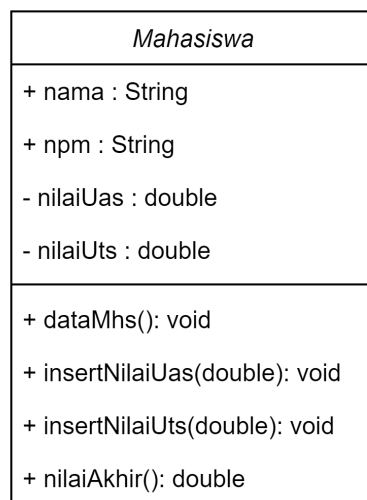 Mahasiswa
+ nama : String
+ npm : String
- nilaiUas : double
- nilaiUts : double
+ dataMhs(): void
+ insertNilaiUas(double): void
+ insertNilaiUts(double): void
+ nilaiAkhir(): double